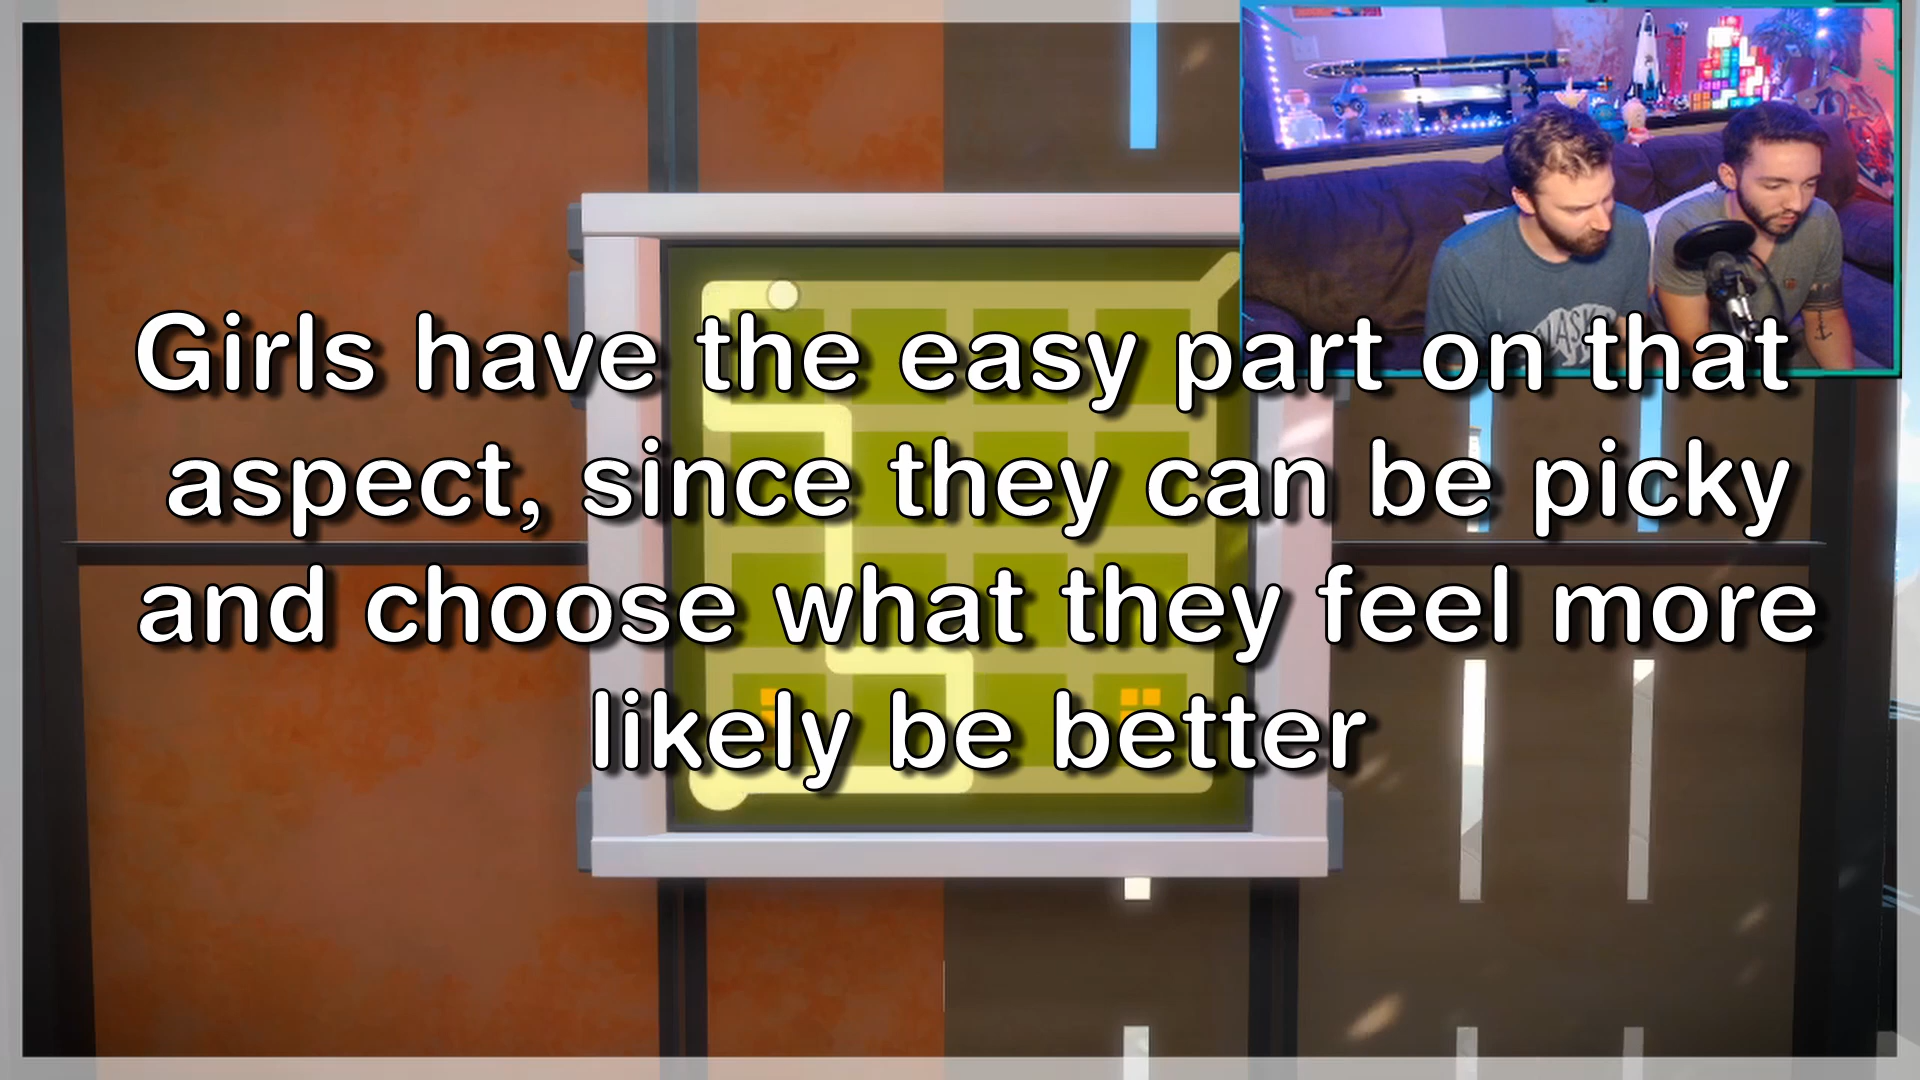 Girls have the easy part on that
aspect, since they can be picky
and choose what they feel more
likely be better